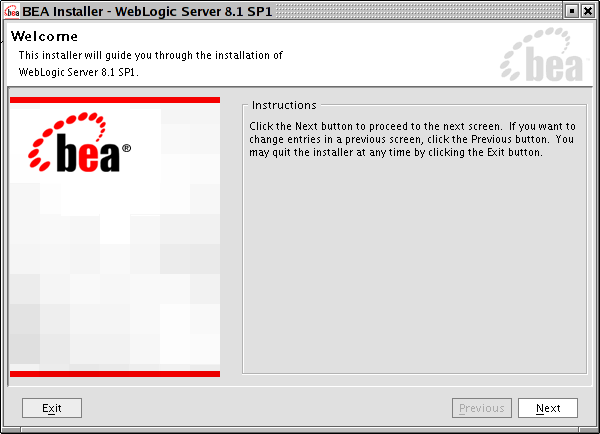 BEA Installer - WebLogic Server 8.1 SP1
Welcome
This installer will guide you through the installation of
WebLogic Server 8.1 SP1.
bea
bea®
Instructions
Click the Next button to proceed to the next screen. If you want to
change entries in a previous screen, click the Previous button. You
may quit the installer at any time by clicking the Exit button.
Exit
Previous
Next